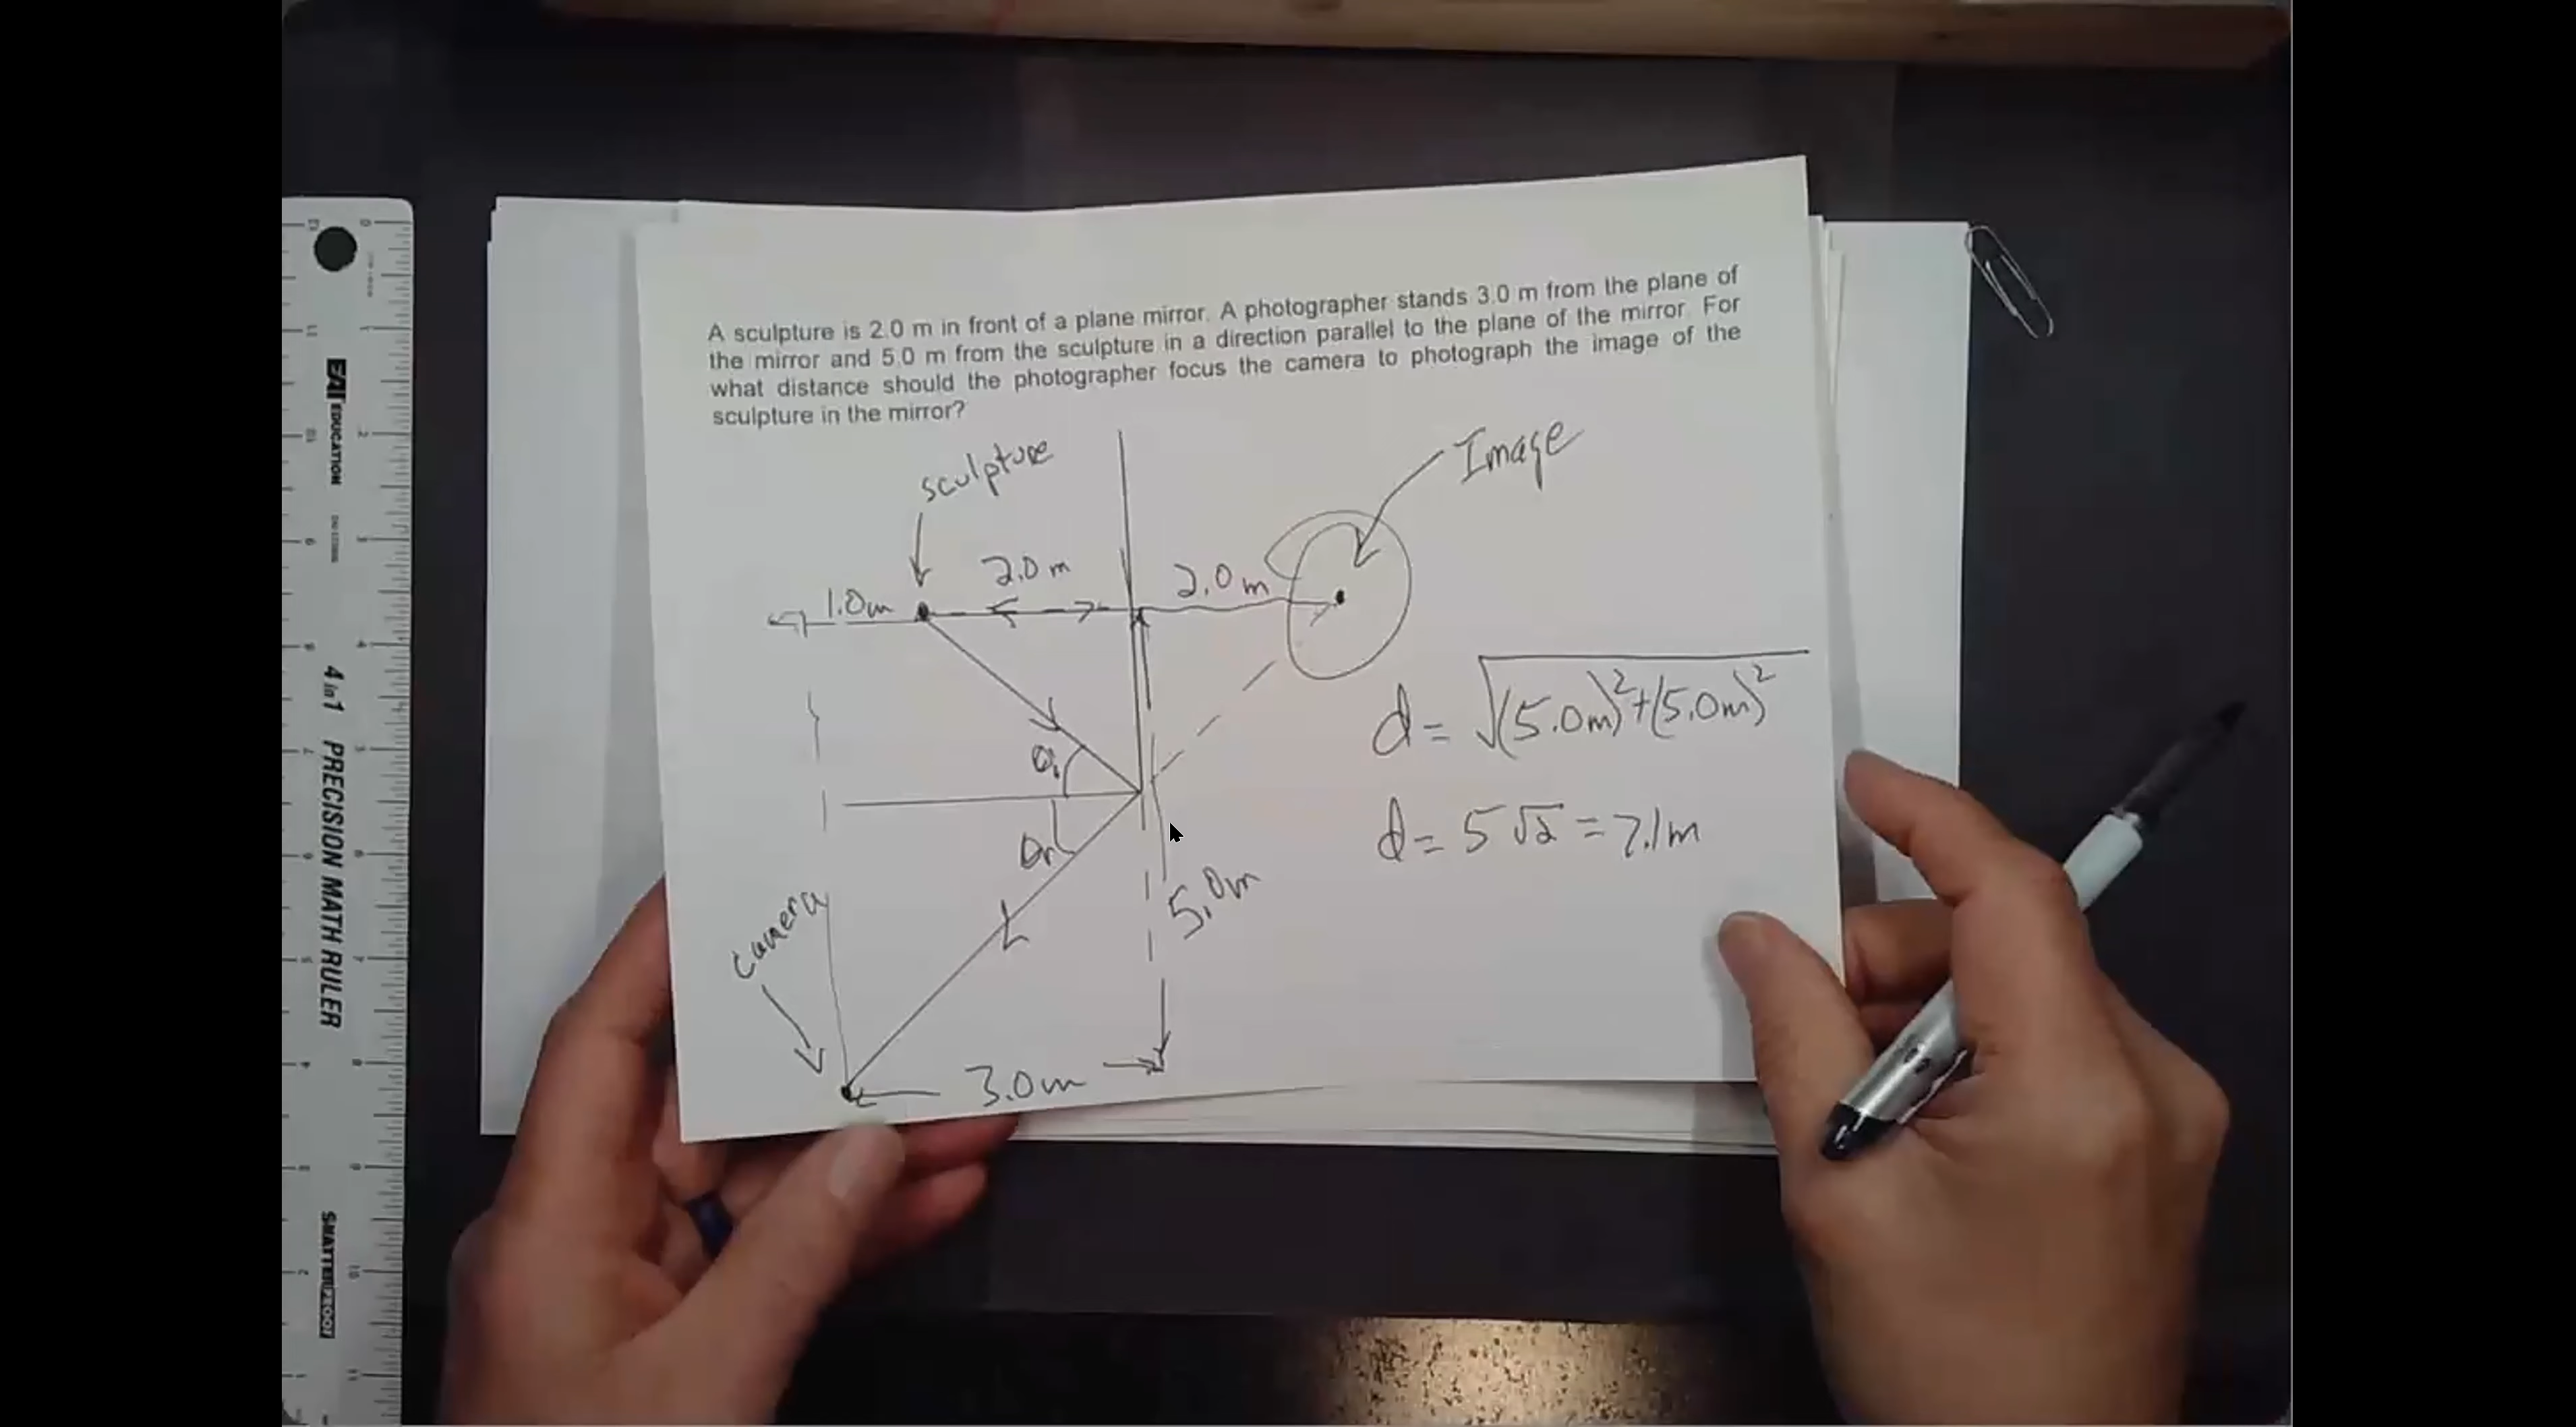 A sculpture is 2.0 m in front of a plane mirror. A photographer stands 3.0 m from the plane of
the mirror and 5.0 m from the sculpture in a direction parallel to the plane of the mirror. For
what distance should the photographer focus the camera to photograph the image of the
sculpture in the mirror?
sculpture
Image
1.0m
2.0 m
2.0 m
d = √(5.0m)²+(5.0m)²
θi
d = 5√2 = 7.1m
θr
5.0m
camera
3.0m
EAI EDUCATION
4 in 1 PRECISION MATH RULER